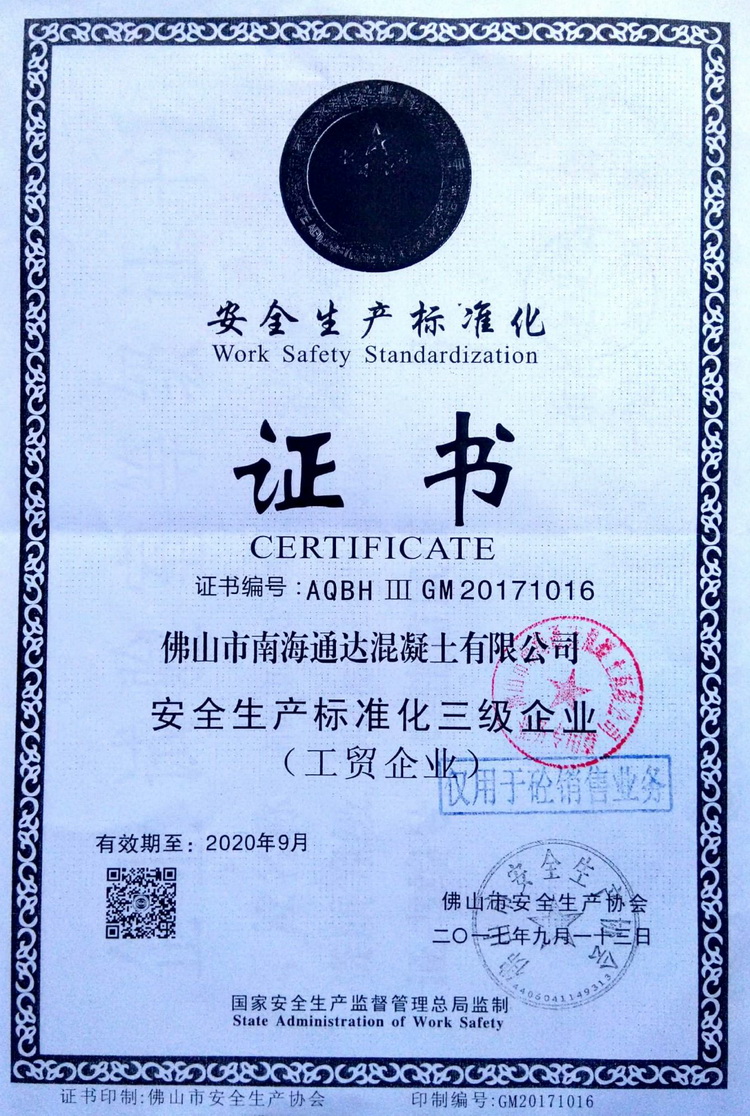 安全生产标准化
Work Safety Standardization
证书
CERTIFICATE
证书编号:AQBH III GM20171016
佛山市南海通达混凝土有限公司
安全生产标准化三级企业
(工贸企业)
仅用于砼销售业务
有效期至:2020年9月
佛山市安全生产协会
二〇一七年九月一十三日
4406041149313
国家安全生产监督管理总局监制
State Administration of Work Safety
证书印制:佛山市安全生产协会
印制编号:GM20171016